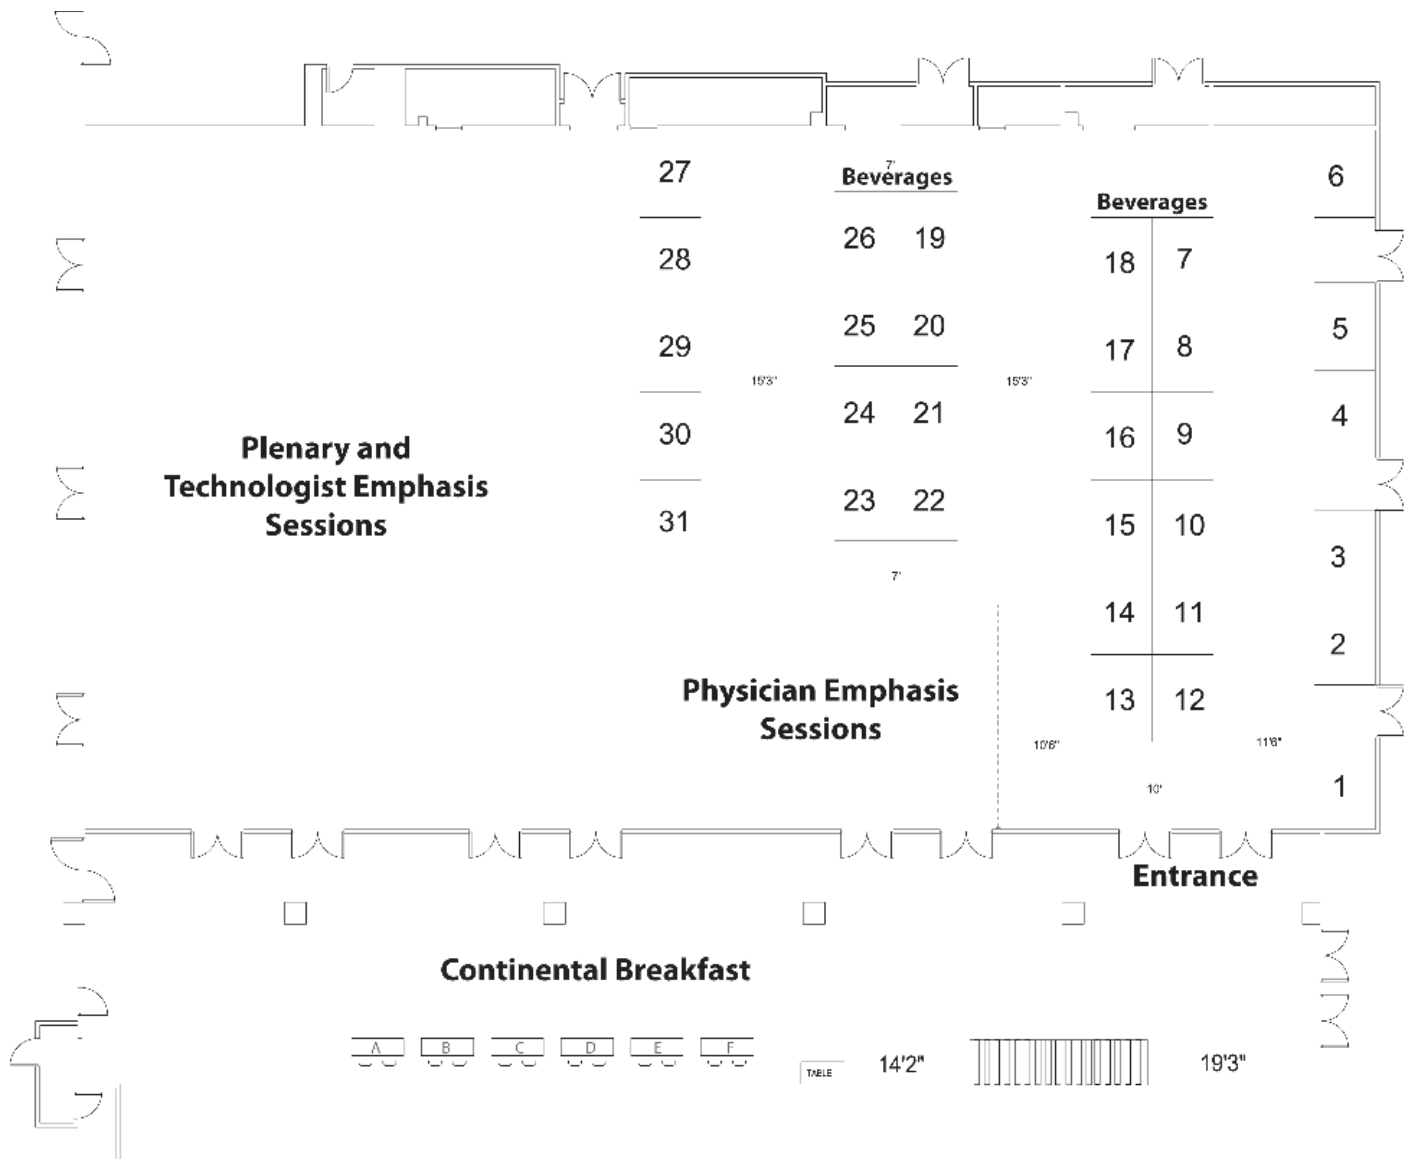 27
7'
Beverages
6
Beverages
26 19
28
18 7
25 20
5
29
17 8
15'3"
15'3"
24 21
4
30
16 9
Plenary and
Technologist Emphasis
Sessions
23 22
31
15 10
3
7'
14 11
2
Physician Emphasis
Sessions
13 12
10'6"
11'6"
10'
1
Entrance
Continental Breakfast
A B C D E F
TABLE
14'2"
19'3"